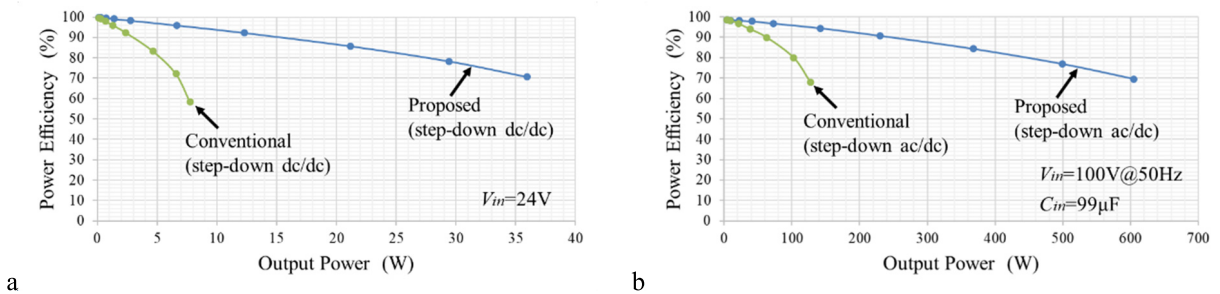 100
90
80
70
60
50
40
30
20
10
0
Power Efficiency (%)
0 5 10 15 20 25 30 35 40
Output Power (W)
Conventional
(step-down dc/dc)
Proposed
(step-down dc/dc)
Vin=24V
a
100
90
80
70
60
50
40
30
20
10
0
Power Efficiency (%)
0 100 200 300 400 500 600 700
Output Power (W)
Conventional
(step-down ac/dc)
Proposed
(step-down ac/dc)
Vin=100V@50Hz
Cin=99μF
b